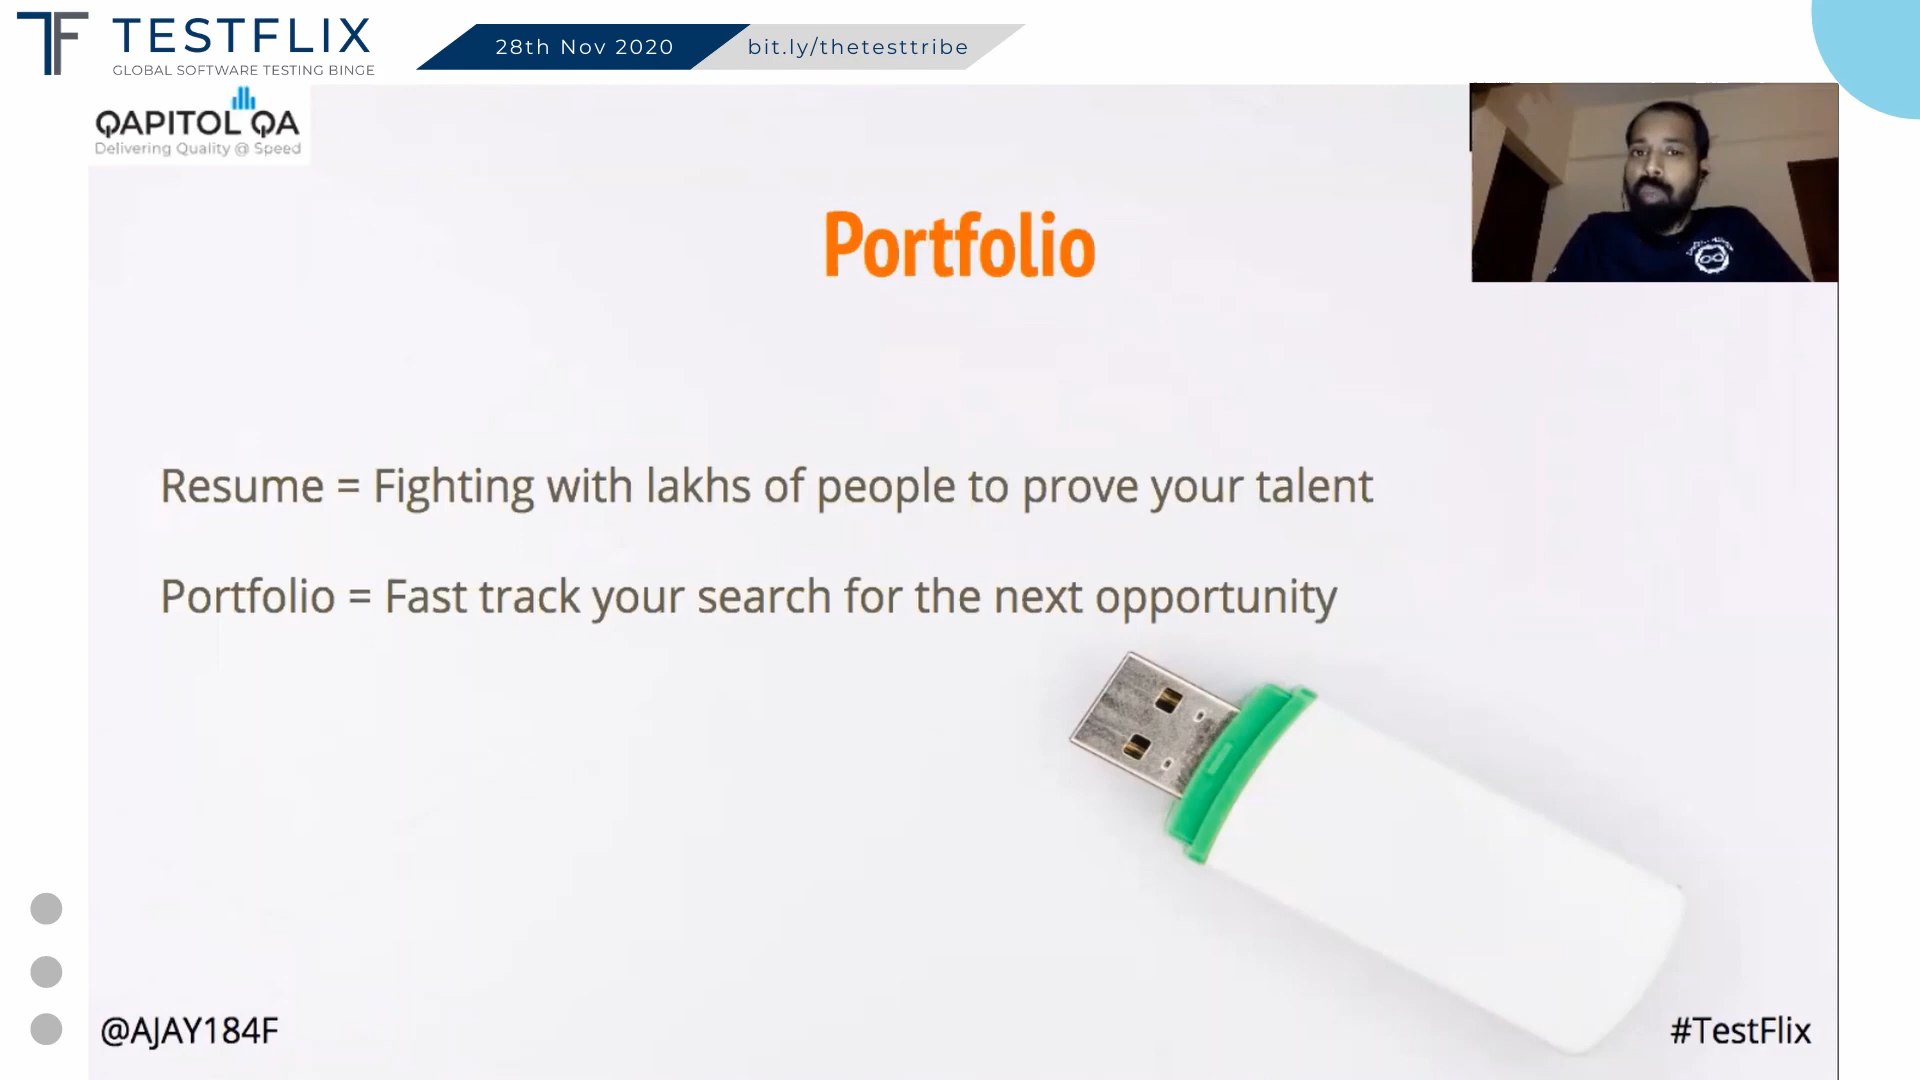 TF TESTFLIX
GLOBAL SOFTWARE TESTING BINGE
28th Nov 2020
bit.ly/thetesttribe
QAPITOL QA
Delivering Quality @ Speed
Portfolio
Resume = Fighting with lakhs of people to prove your talent
Portfolio = Fast track your search for the next opportunity
@AJAY184F
#TestFlix